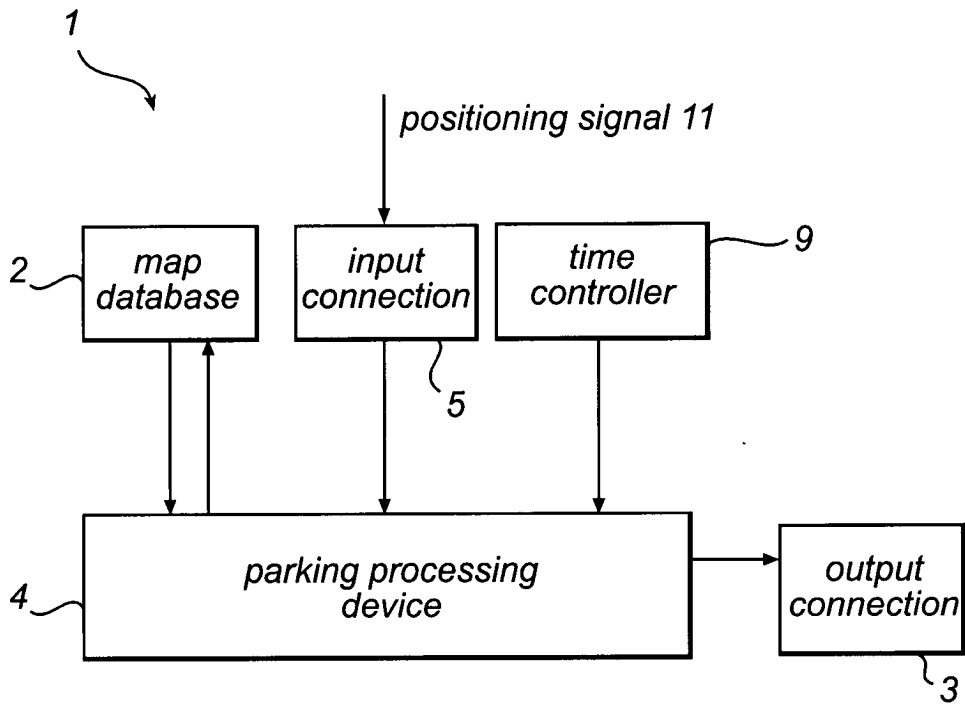 1
positioning signal 11
2
map
database
input
connection
5
time
controller
9
4
parking processing
device
output
connection
3